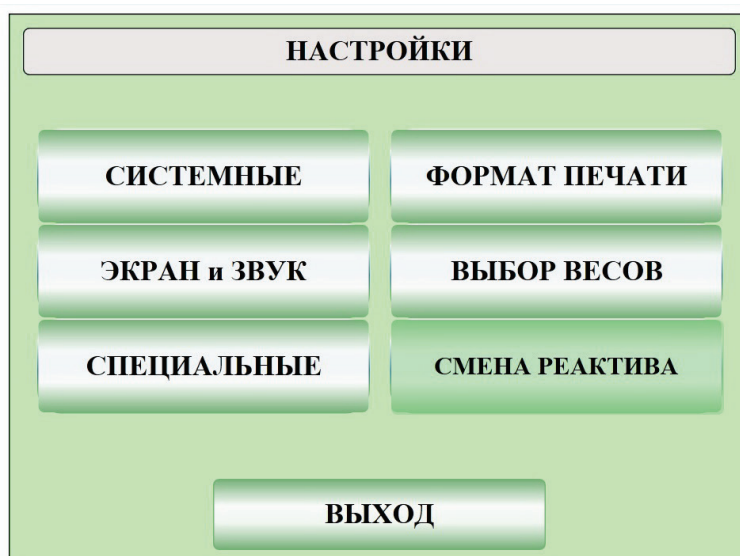 НАСТРОЙКИ
СИСТЕМНЫЕ
ФОРМАТ ПЕЧАТИ
ЭКРАН и ЗВУК
ВЫБОР ВЕСОВ
СПЕЦИАЛЬНЫЕ
СМЕНА РЕАКТИВА
ВЫХОД